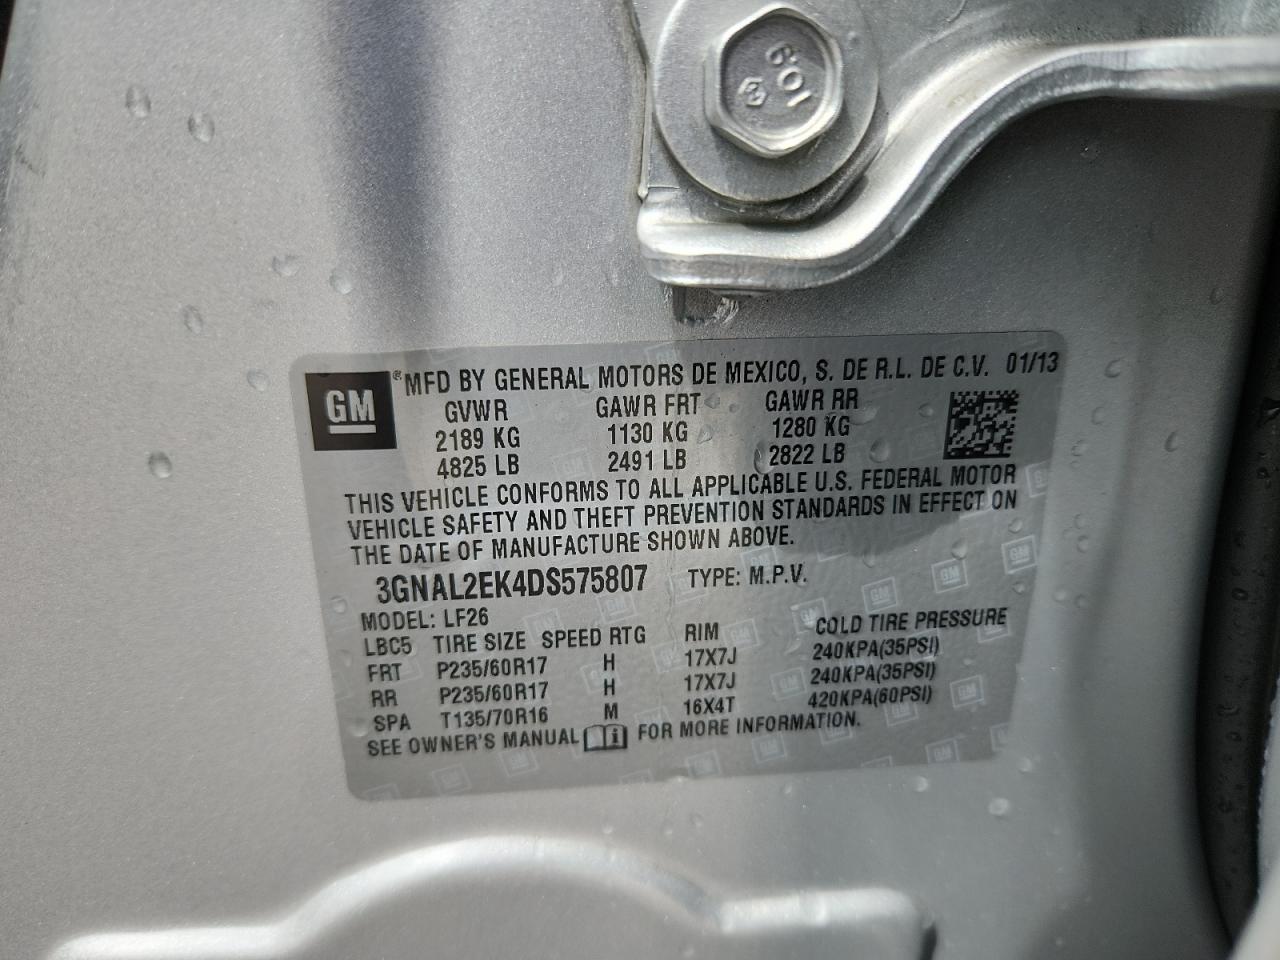 10.9
GM
®MFD BY GENERAL MOTORS DE MEXICO, S. DE R.L. DE C.V. 01/13
GVWR GAWR FRT GAWR RR
2189 KG 1130 KG 1280 KG
4825 LB 2491 LB 2822 LB
THIS VEHICLE CONFORMS TO ALL APPLICABLE U.S. FEDERAL MOTOR
VEHICLE SAFETY AND THEFT PREVENTION STANDARDS IN EFFECT ON
THE DATE OF MANUFACTURE SHOWN ABOVE.
3GNAL2EK4DS575807 TYPE: M.P.V.
MODEL: LF26
LBC5 TIRE SIZE SPEED RTG RIM COLD TIRE PRESSURE
FRT P235/60R17 H 17X7J 240KPA(35PSI)
RR P235/60R17 H 17X7J 240KPA(35PSI)
SPA T135/70R16 M 16X4T 420KPA(60PSI)
SEE OWNER'S MANUAL FOR MORE INFORMATION.